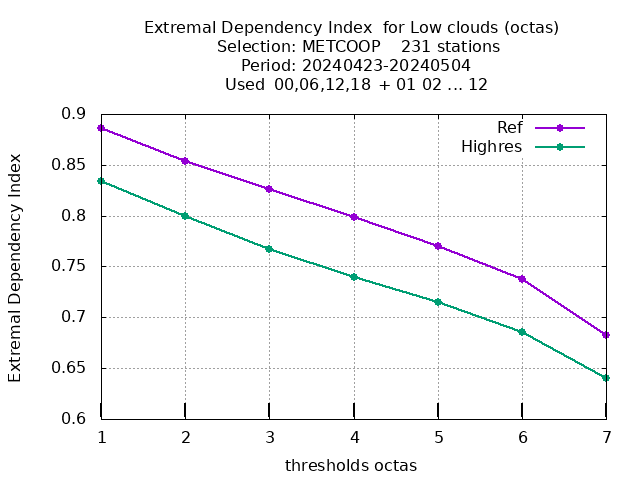 Extremal Dependency Index  for Low clouds (octas)
Selection: METCOOP    231 stations
Period: 20240423-20240504
Used  00,06,12,18 + 01 02 ... 12
Ref
Highres
Extremal Dependency Index
0.9
0.85
0.8
0.75
0.7
0.65
0.6
1 2 3 4 5 6 7
thresholds octas